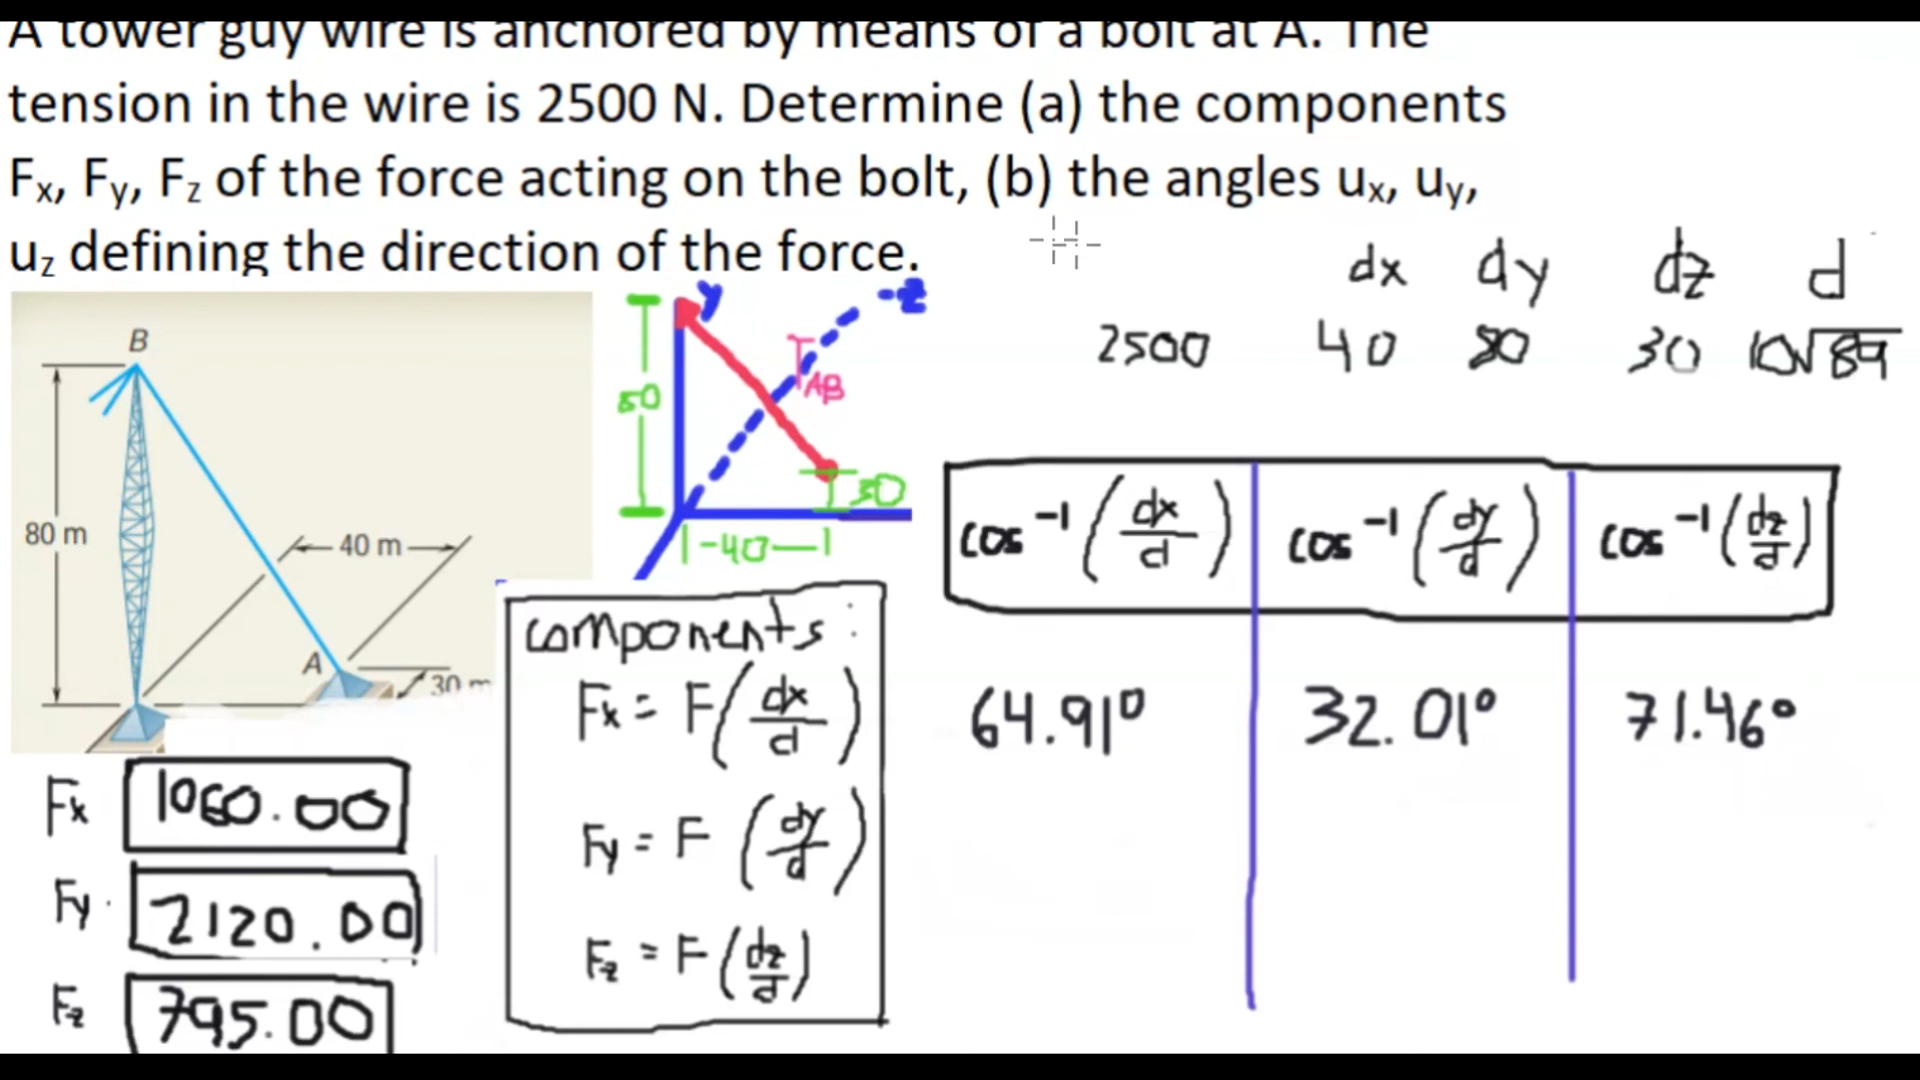 A tower guy wire is anchored by means of a bolt at A. The
tension in the wire is 2500 N. Determine (a) the components
Fx, Fy, Fz of the force acting on the bolt, (b) the angles ux, uy,
uz defining the direction of the force.
dx dy dz d
2500 40 80 30 10√89
B
80 m
40 m
A
30 m
y
-z
80
TAB
30
-40
cos⁻¹(dx/d) cos⁻¹(dy/d) cos⁻¹(dz/d)
64.91° 32.01° 71.46°
components:
Fx = F(dx/d)
Fy = F(dy/d)
Fz = F(dz/d)
Fx 1060.00
Fy 2120.00
Fz 795.00